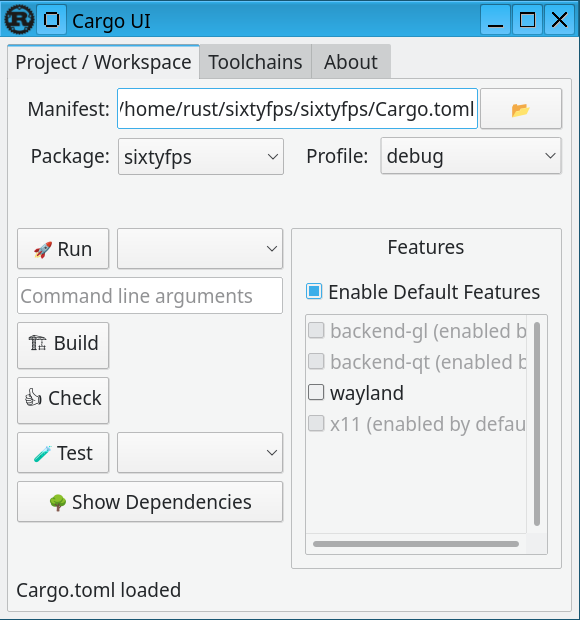 Cargo UI
Project / Workspace Toolchains About
Manifest: /home/rust/sixtyfps/sixtyfps/Cargo.toml
Package: sixtyfps Profile: debug
Run
Features
Command line arguments
Enable Default Features
Build
backend-gl (enabled b
backend-qt (enabled b
Check
wayland
x11 (enabled by defau
Test
Show Dependencies
Cargo.toml loaded